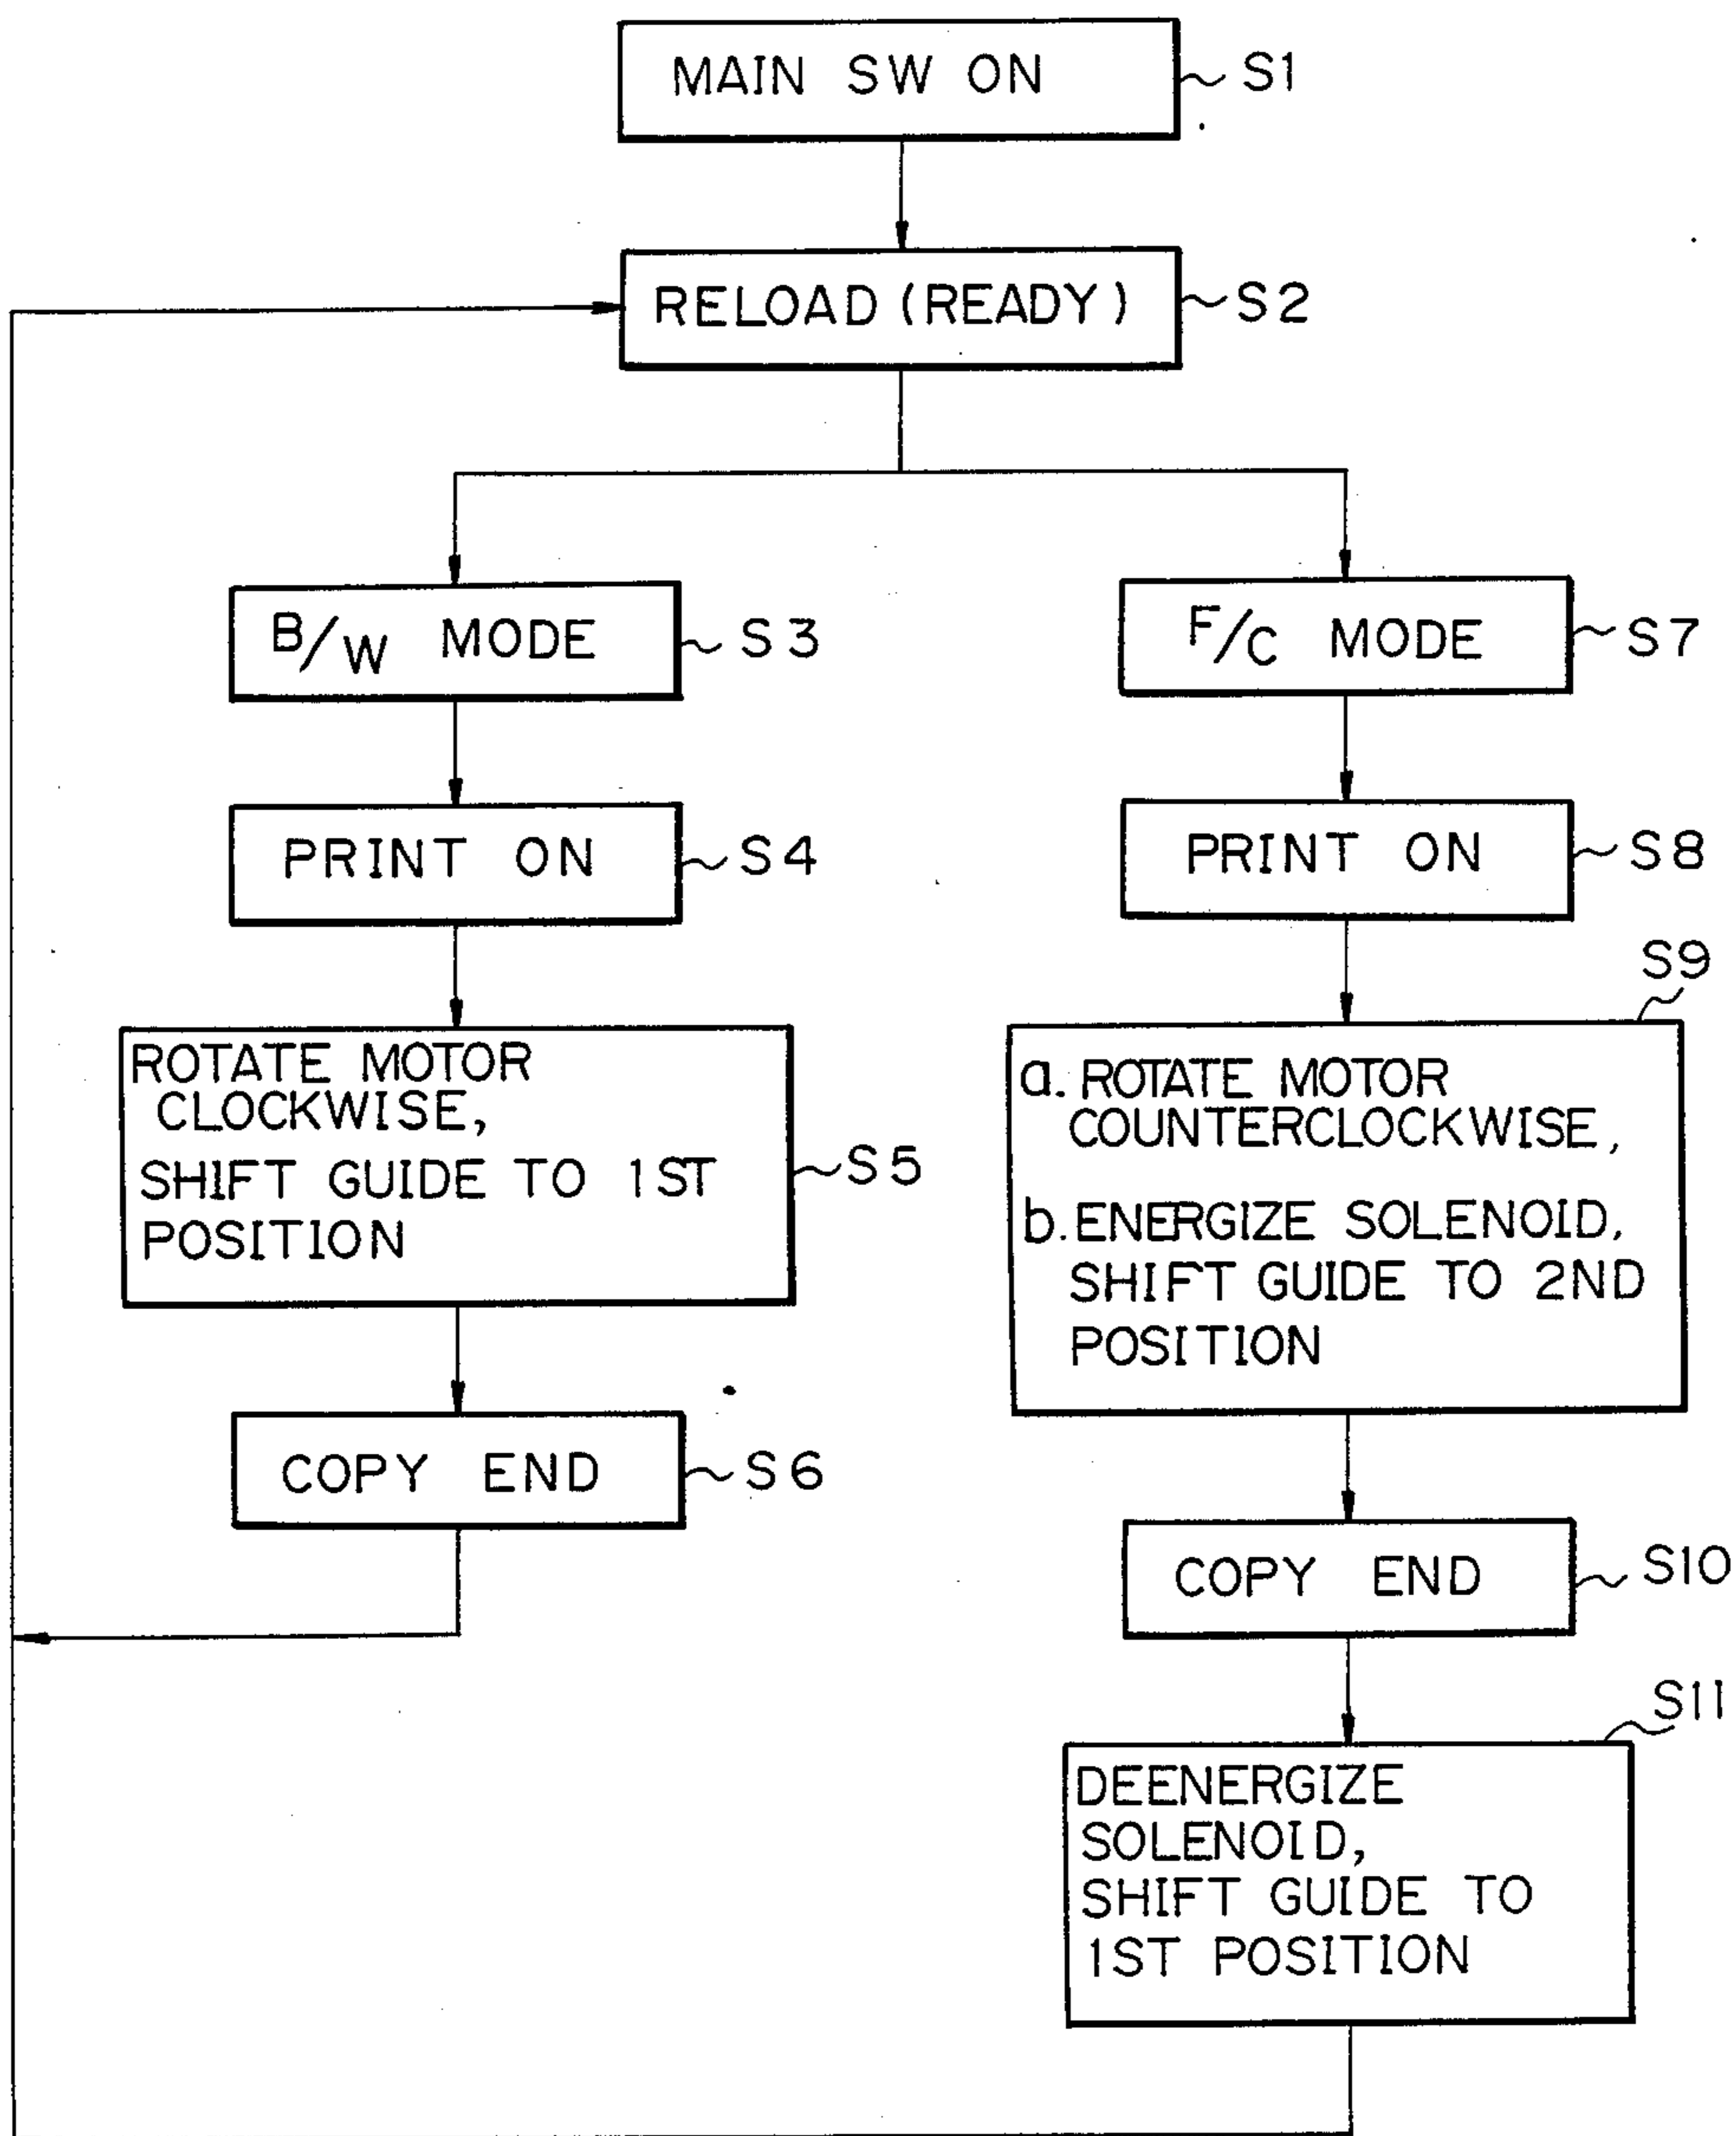 MAIN SW ON
S1
RELOAD (READY)
S2
B/W MODE
S3
PRINT ON
S4
ROTATE MOTOR
CLOCKWISE,
SHIFT GUIDE TO 1ST
POSITION
S5
COPY END
S6
F/C MODE
S7
PRINT ON
S8
S9
a. ROTATE MOTOR
COUNTERCLOCKWISE,
b. ENERGIZE SOLENOID,
SHIFT GUIDE TO 2ND
POSITION
COPY END
S10
S11
DEENERGIZE
SOLENOID,
SHIFT GUIDE TO
1ST POSITION